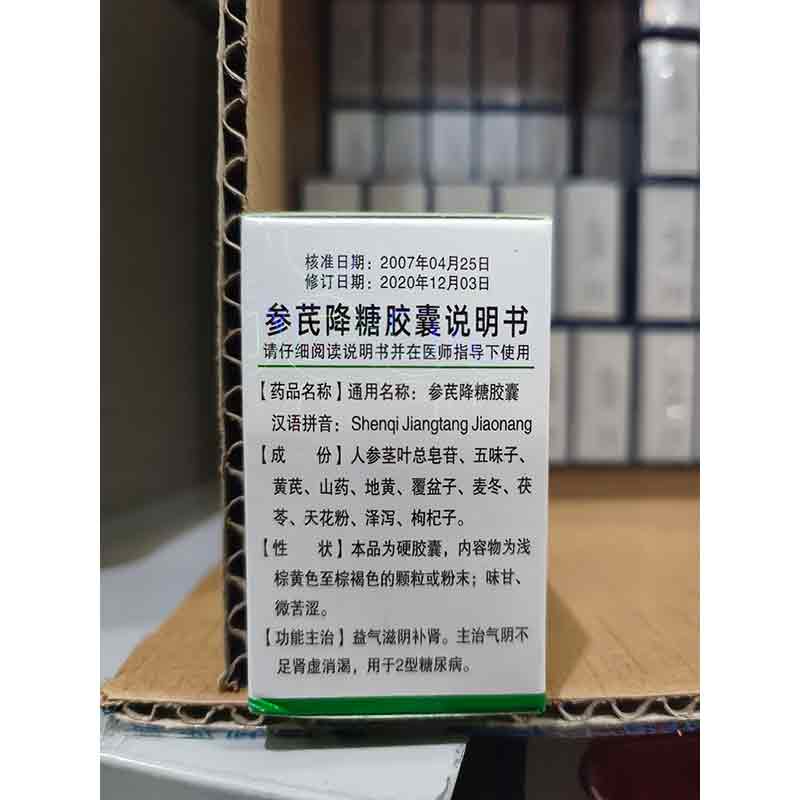 核准日期：2007年04月25日
修订日期：2020年12月03日
参芪降糖胶囊说明书
请仔细阅读说明书并在医师指导下使用
【药品名称】通用名称：参芪降糖胶囊
汉语拼音：Shenqi Jiangtang Jiaonang
【成　份】人参茎叶总皂苷、五味子、
黄芪、山药、地黄、覆盆子、麦冬、茯
苓、天花粉、泽泻、枸杞子。
【性　状】本品为硬胶囊，内容物为浅
棕黄色至棕褐色的颗粒或粉末；味甘、
微苦涩。
【功能主治】益气滋阴补肾。主治气阴不
足肾虚消渴，用于2型糖尿病。